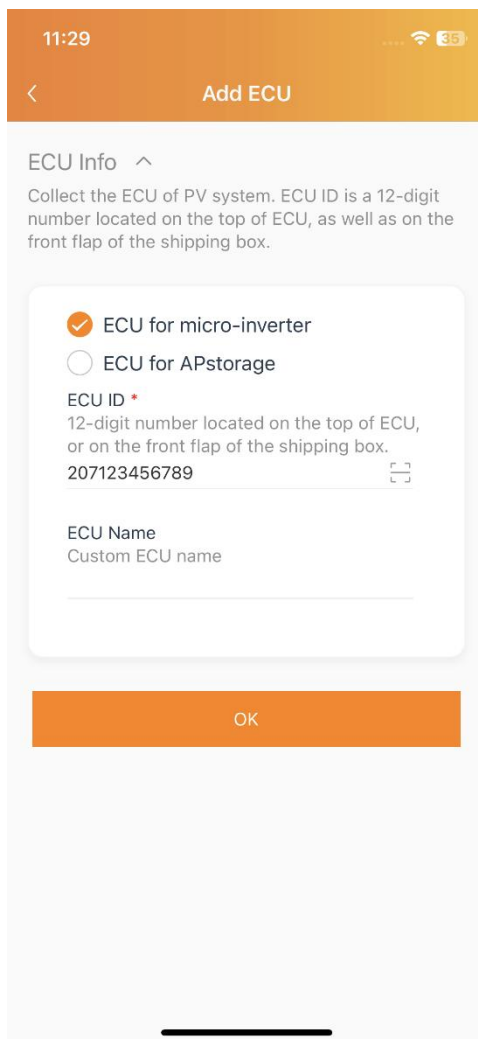 11:29
35
Add ECU
ECU Info
Collect the ECU of PV system. ECU ID is a 12-digit
number located on the top of ECU, as well as on the
front flap of the shipping box.
ECU for micro-inverter
ECU for APstorage
ECU ID *
12-digit number located on the top of ECU,
or on the front flap of the shipping box.
207123456789
ECU Name
Custom ECU name
OK